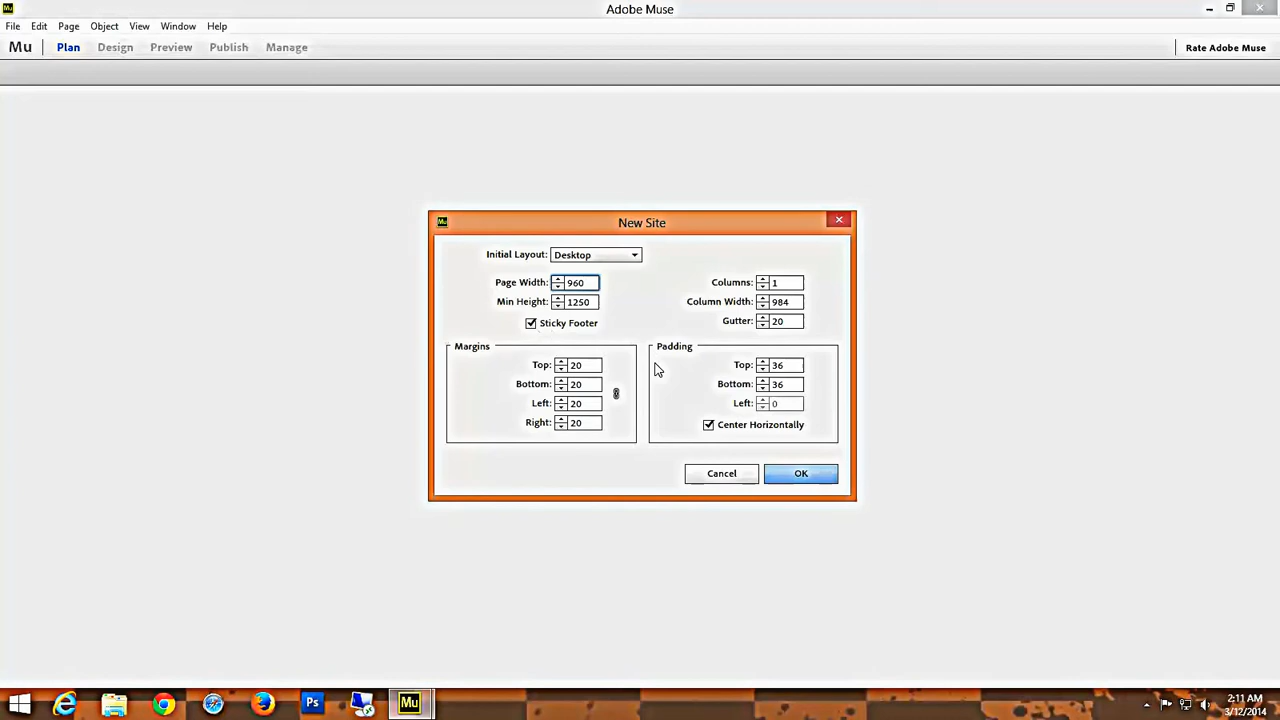 Adobe Muse
File Edit Page Object View Window Help
Mu Plan Design Preview Publish Manage Rate Adobe Muse
Mu New Site
Initial Layout: Desktop
Page Width: 960 Columns: 1
Min Height: 1250 Column Width: 984
Sticky Footer Gutter: 20
Margins Padding
Top: 20 Top: 36
Bottom: 20 Bottom: 36
Left: 20 Left: 0
Right: 20 Center Horizontally
Cancel OK
Ps Mu 2:11 AM
3/12/2014